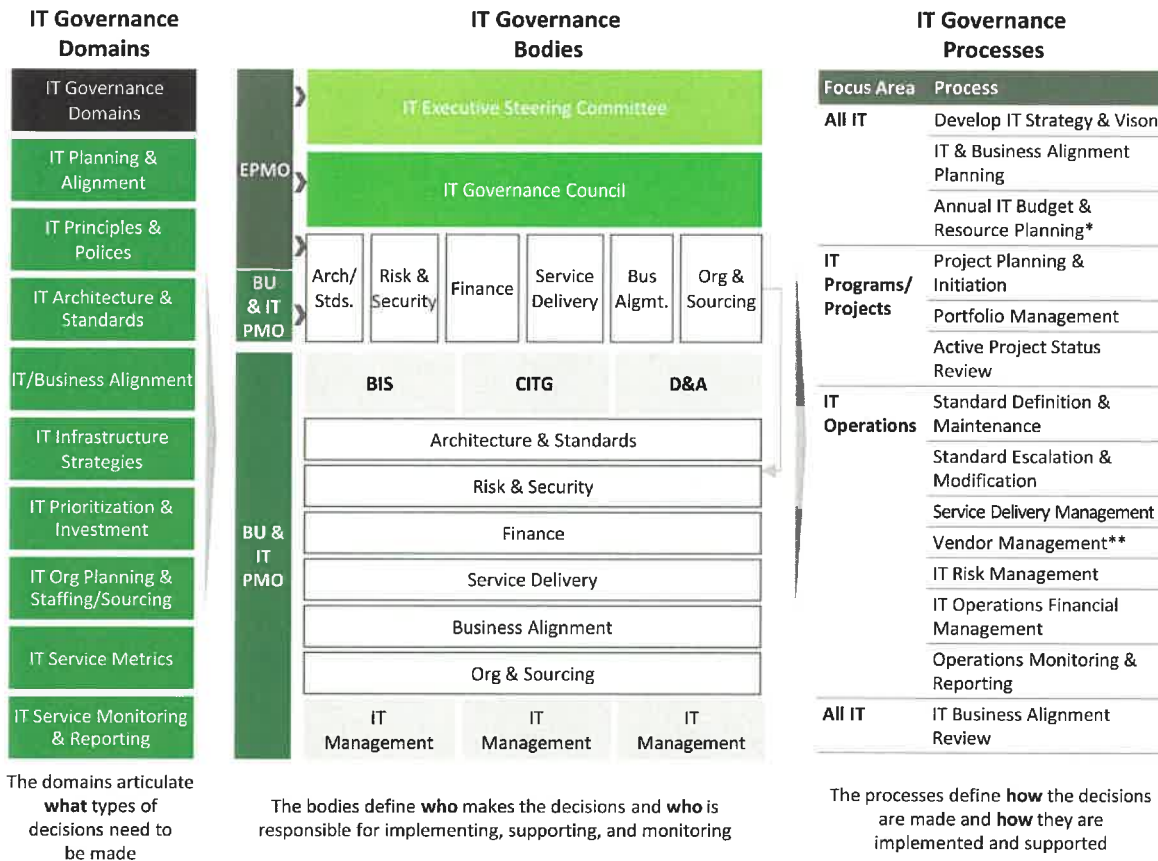 IT Governance
Domains
IT Governance
Domains
IT Planning &
Alignment
IT Principles &
Polices
IT Architecture &
Standards
IT/Business Alignment
IT Infrastructure
Strategies
IT Prioritization &
Investment
IT Org Planning &
Staffing/Sourcing
IT Service Metrics
IT Service Monitoring
& Reporting
The domains articulate
what types of
decisions need to
be made
IT Governance
Bodies
EPMO
IT Executive Steering Committee
IT Governance Council
BU
& IT
PMO
Arch/
Stds.
Risk &
Security
Finance
Service
Delivery
Bus
Algmt.
Org &
Sourcing
BU &
IT
PMO
BIS
CITG
D&A
Architecture & Standards
Risk & Security
Finance
Service Delivery
Business Alignment
Org & Sourcing
IT
Management
IT
Management
IT
Management
The bodies define who makes the decisions and who is
responsible for implementing, supporting, and monitoring
IT Governance
Processes
Focus Area Process
All IT
Develop IT Strategy & Vison
IT & Business Alignment
Planning
Annual IT Budget &
Resource Planning*
IT
Programs/
Projects
Project Planning &
Initiation
Portfolio Management
Active Project Status
Review
IT
Operations
Standard Definition &
Maintenance
Standard Escalation &
Modification
Service Delivery Management
Vendor Management**
IT Risk Management
IT Operations Financial
Management
Operations Monitoring &
Reporting
All IT
IT Business Alignment
Review
The processes define how the decisions
are made and how they are
implemented and supported